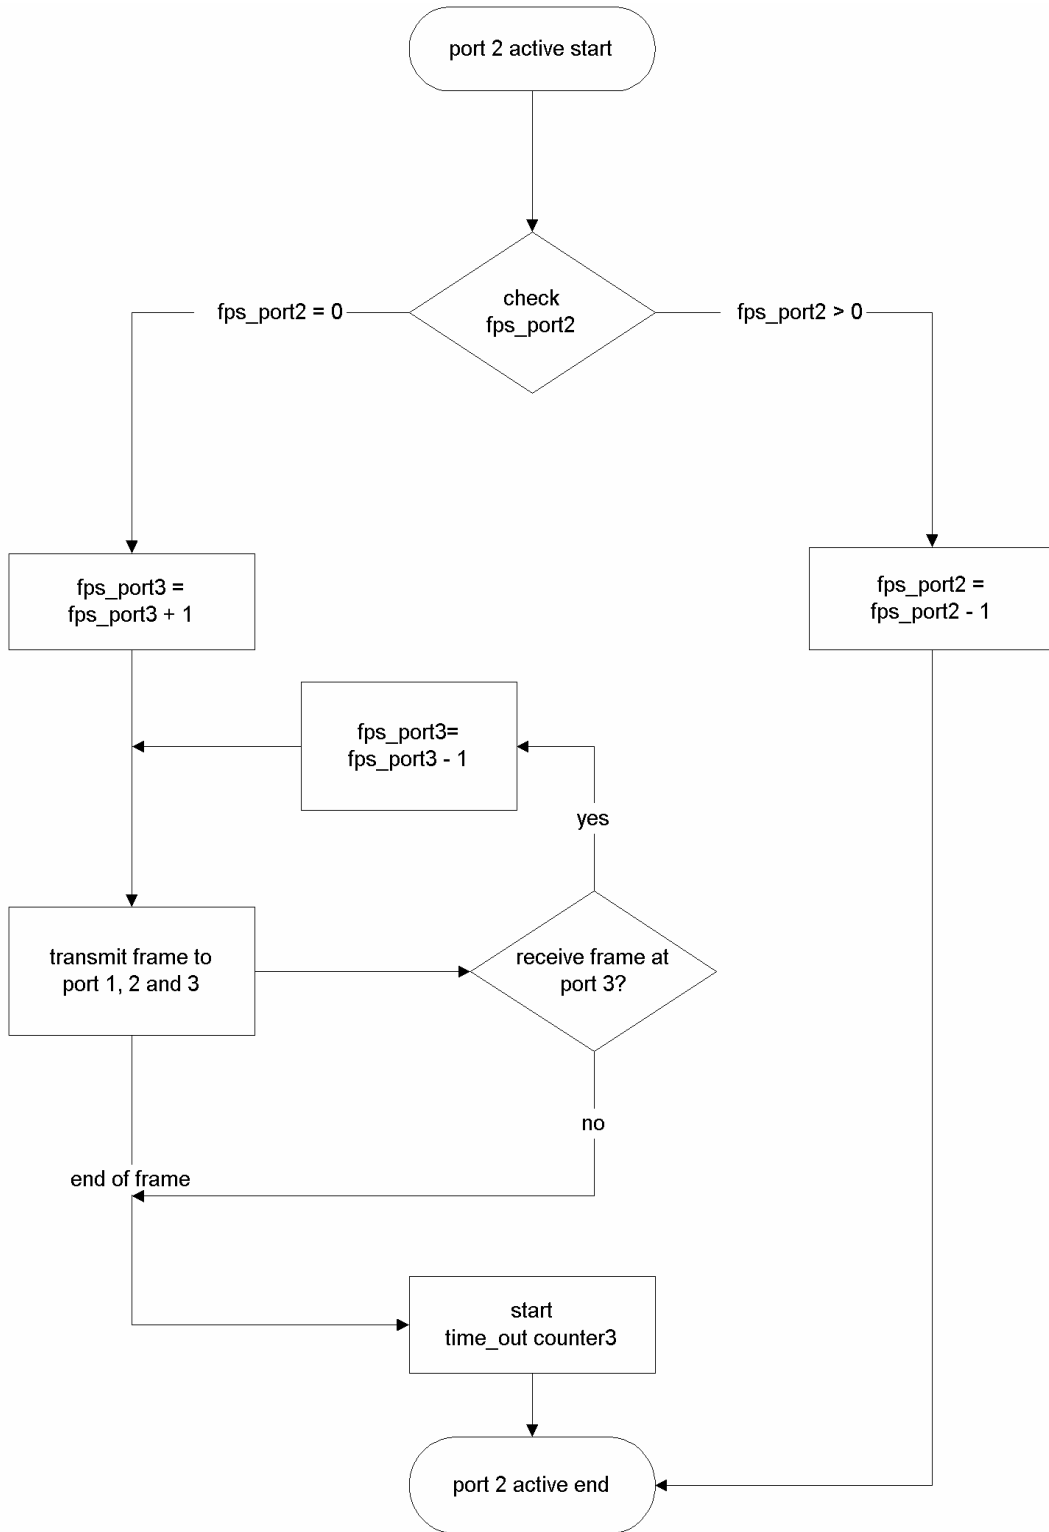 port 2 active start
check
fps_port2
fps_port2 = 0
fps_port2 > 0
fps_port3 =
fps_port3 + 1
fps_port2 =
fps_port2 - 1
fps_port3=
fps_port3 - 1
yes
transmit frame to
port 1, 2 and 3
receive frame at
port 3?
no
end of frame
start
time_out counter3
port 2 active end